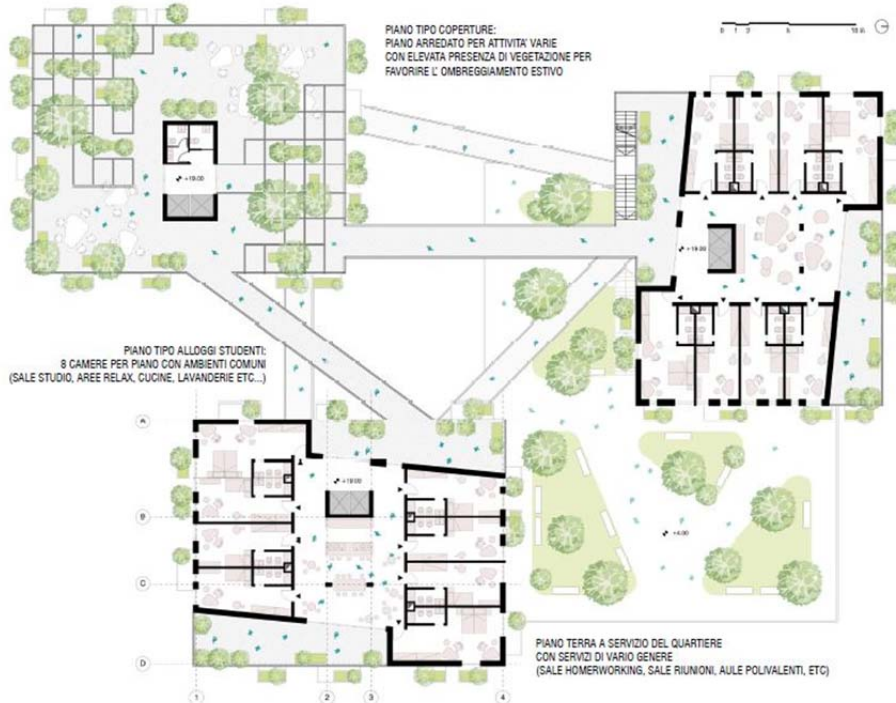 PIANO TIPO COPERTURE:
PIANO ARREDATO PER ATTIVITA' VARIE
CON ELEVATA PRESENZA DI VEGETAZIONE PER
FAVORIRE L' OMBREGGIAMENTO ESTIVO
0 1 2 5 10 m
+19.00
+19.00
PIANO TIPO ALLOGGI STUDENTI:
8 CAMERE PER PIANO CON AMBIENTI COMUNI
(SALE STUDIO, AREE RELAX, CUCINE, LAVANDERIE ETC...)
A
+19.00
B
+4.00
C
PIANO TERRA A SERVIZIO DEL QUARTIERE
CON SERVIZI DI VARIO GENERE
(SALE HOMERWORKING, SALE RIUNIONI, AULE POLIVALENTI, ETC)
D
1 2 3 4